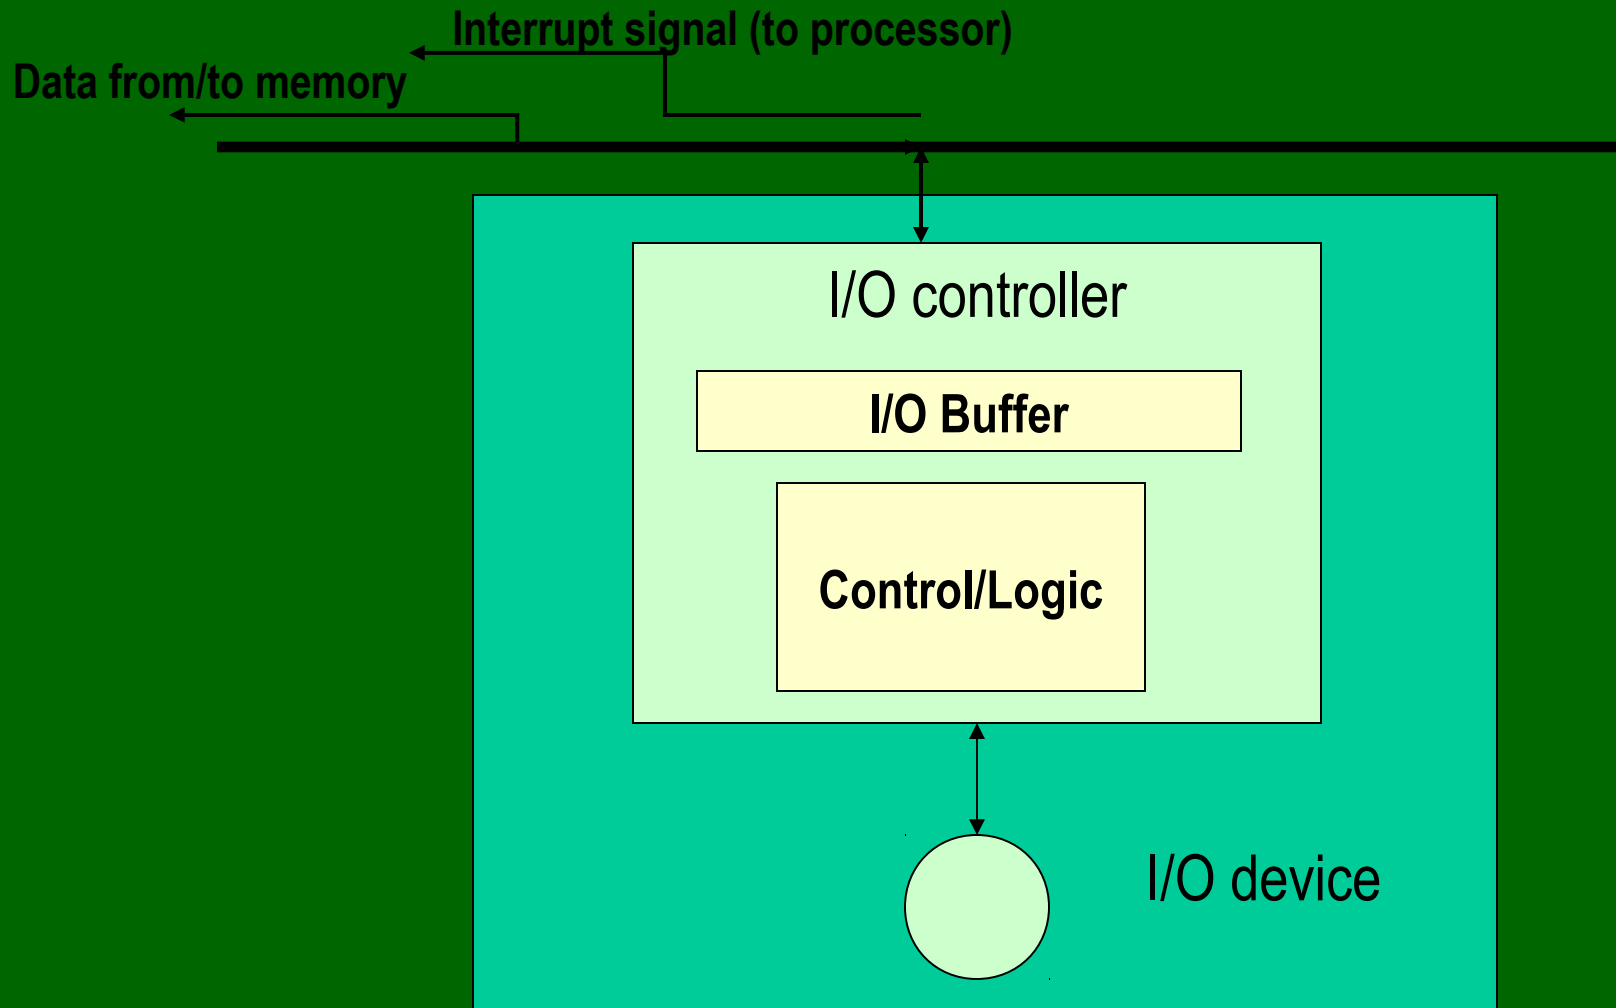 Interrupt signal (to processor)
Data from/to memory
I/O controller
I/O Buffer
Control/Logic
I/O device